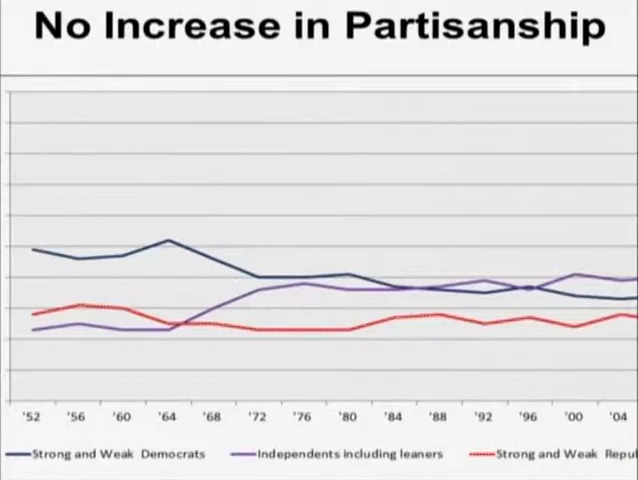 No Increase in Partisanship
'52 '56 '60 '64 '68 '72 '76 '80 '84 '88 '92 '96 '00 '04
Strong and Weak Democrats Independents including leaners Strong and Weak Repu